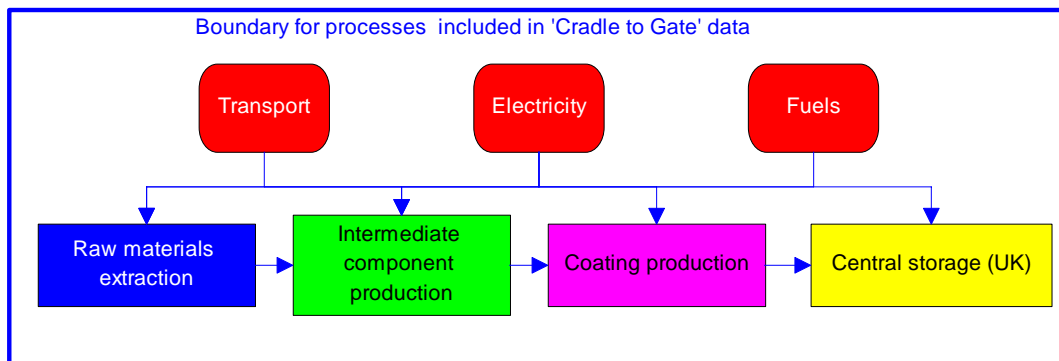 Boundary for processes included in 'Cradle to Gate' data
Transport
Electricity
Fuels
Raw materials
extraction
Intermediate
component
production
Coating production
Central storage (UK)